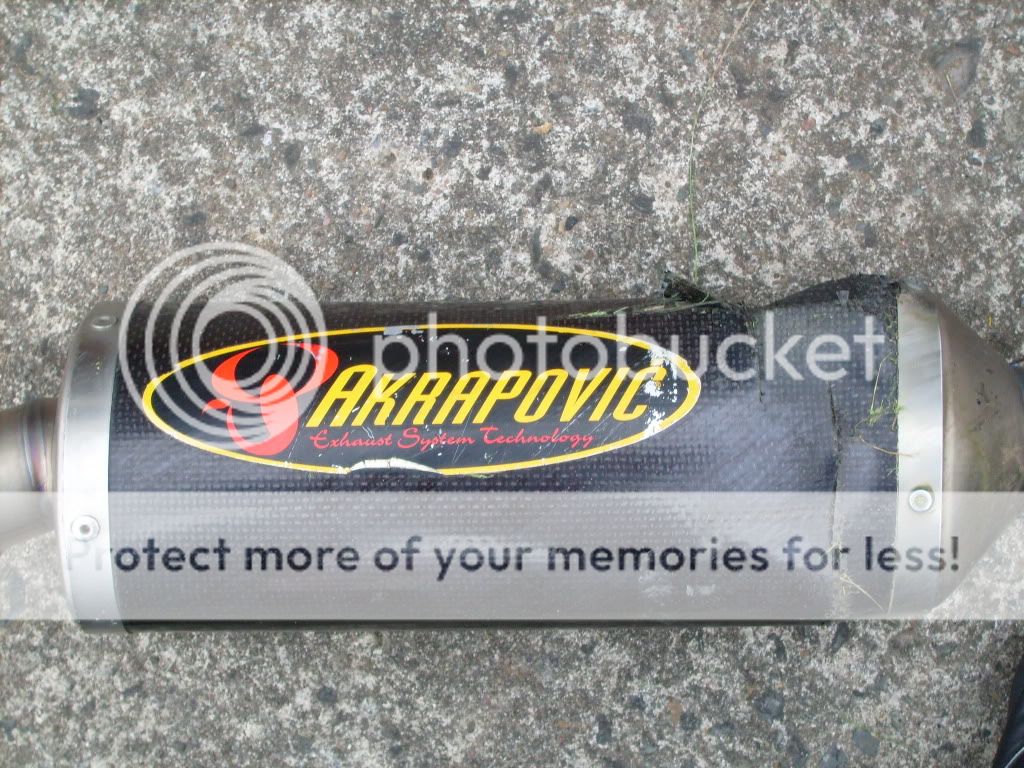 photobucket
AKRAPOVIC
Exhaust System Technology
Protect more of your memories for less!